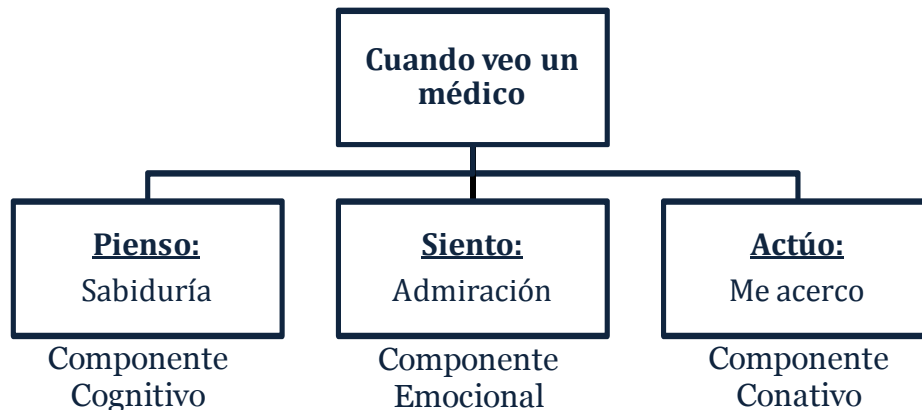 Cuando veo un
médico
Pienso:
Sabiduría
Siento:
Admiración
Actúo:
Me acerco
Componente
Cognitivo
Componente
Emocional
Componente
Conativo